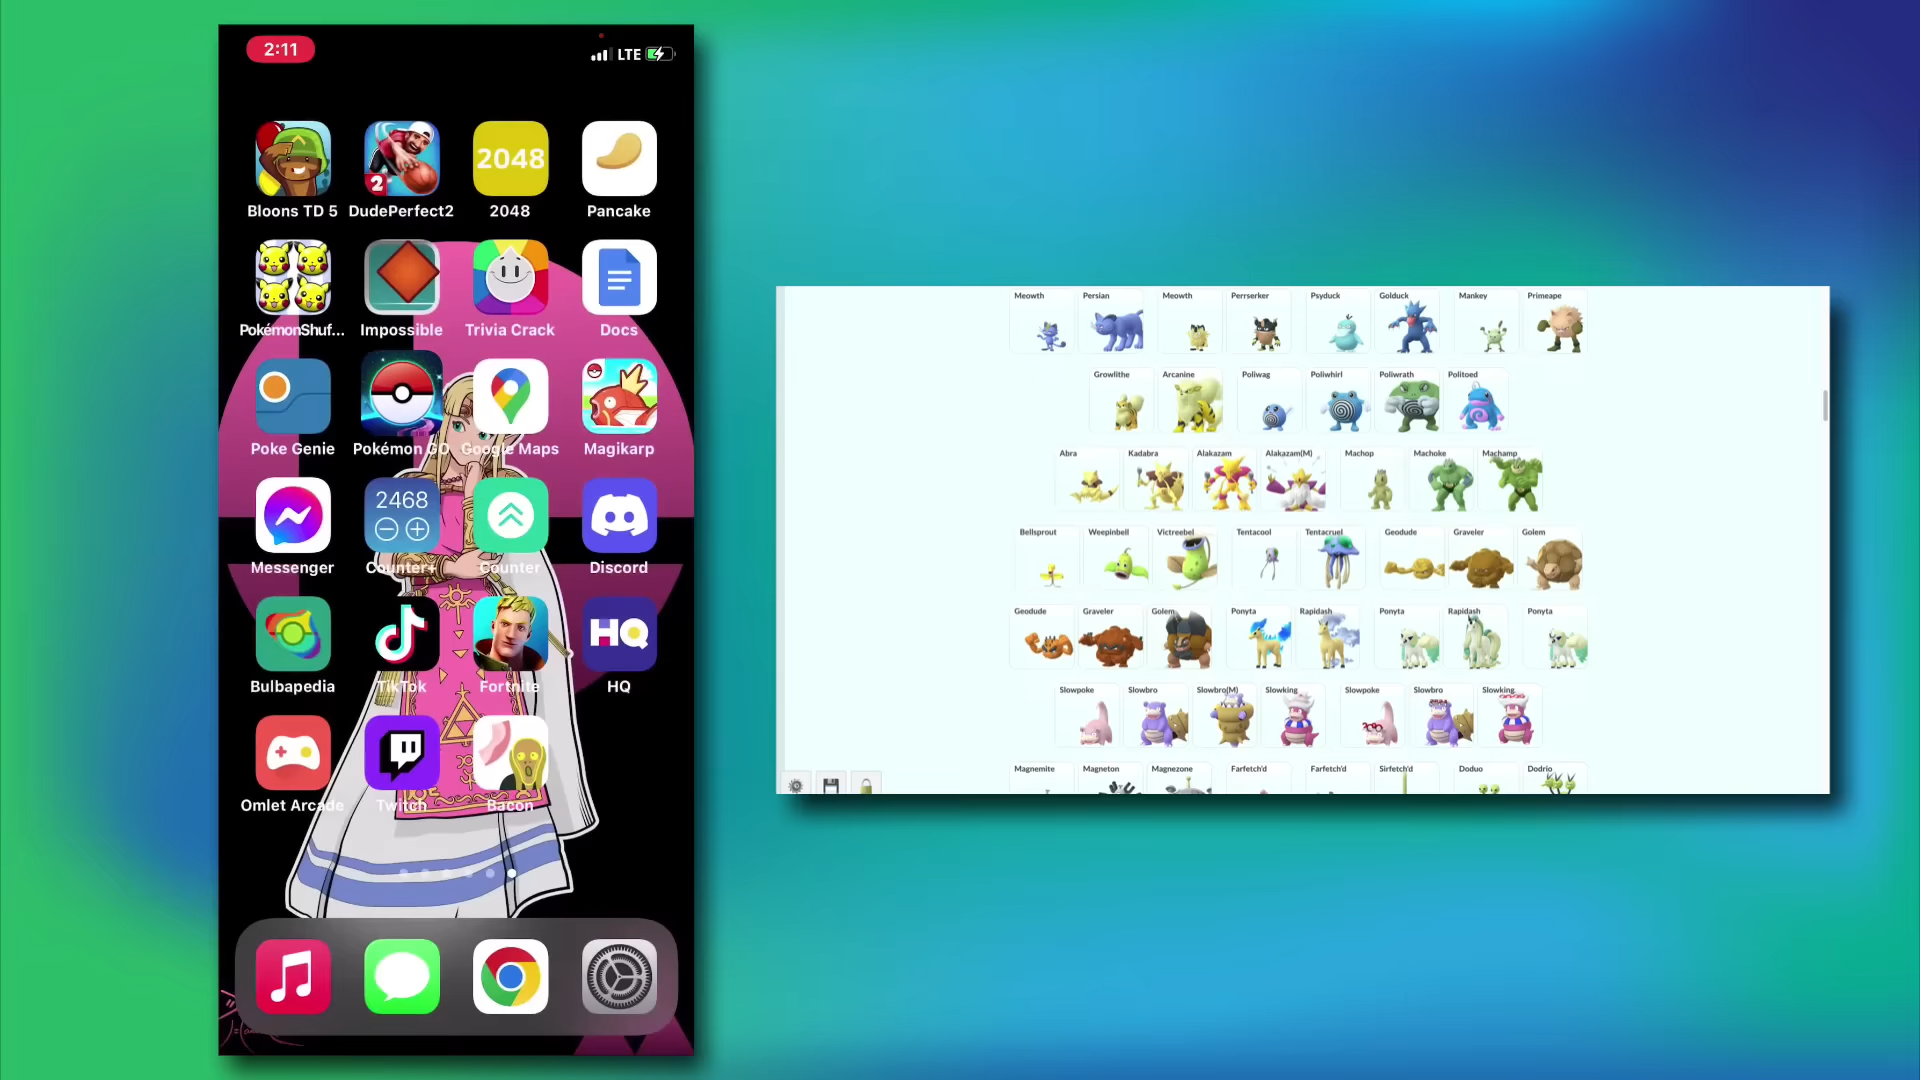 2:11
LTE
2
2048
Bloons TD 5 DudePerfect2 2048 Pancake
PokémonShuf... Impossible Trivia Crack Docs
Poke Genie Pokémon GO Google Maps Magikarp
2468
Messenger Counter+ Counter Discord
HQ
Bulbapedia TikTok Fortnite HQ
Omlet Arcade Twitch Bacon
Meowth Persian Meowth Perrserker Psyduck Golduck Mankey Primeape
Growlithe Arcanine Poliwag Poliwhirl Poliwrath Politoed
Abra Kadabra Alakazam Alakazam(M) Machop Machoke Machamp
Bellsprout Weepinbell Victreebel Tentacool Tentacruel Geodude Graveler Golem
Geodude Graveler Golem Ponyta Rapidash Ponyta Rapidash Ponyta
Slowpoke Slowbro Slowbro(M) Slowking Slowpoke Slowbro Slowking
Magnemite Magneton Magnezone Farfetch'd Farfetch'd Sirfetch'd Doduo Dodrio